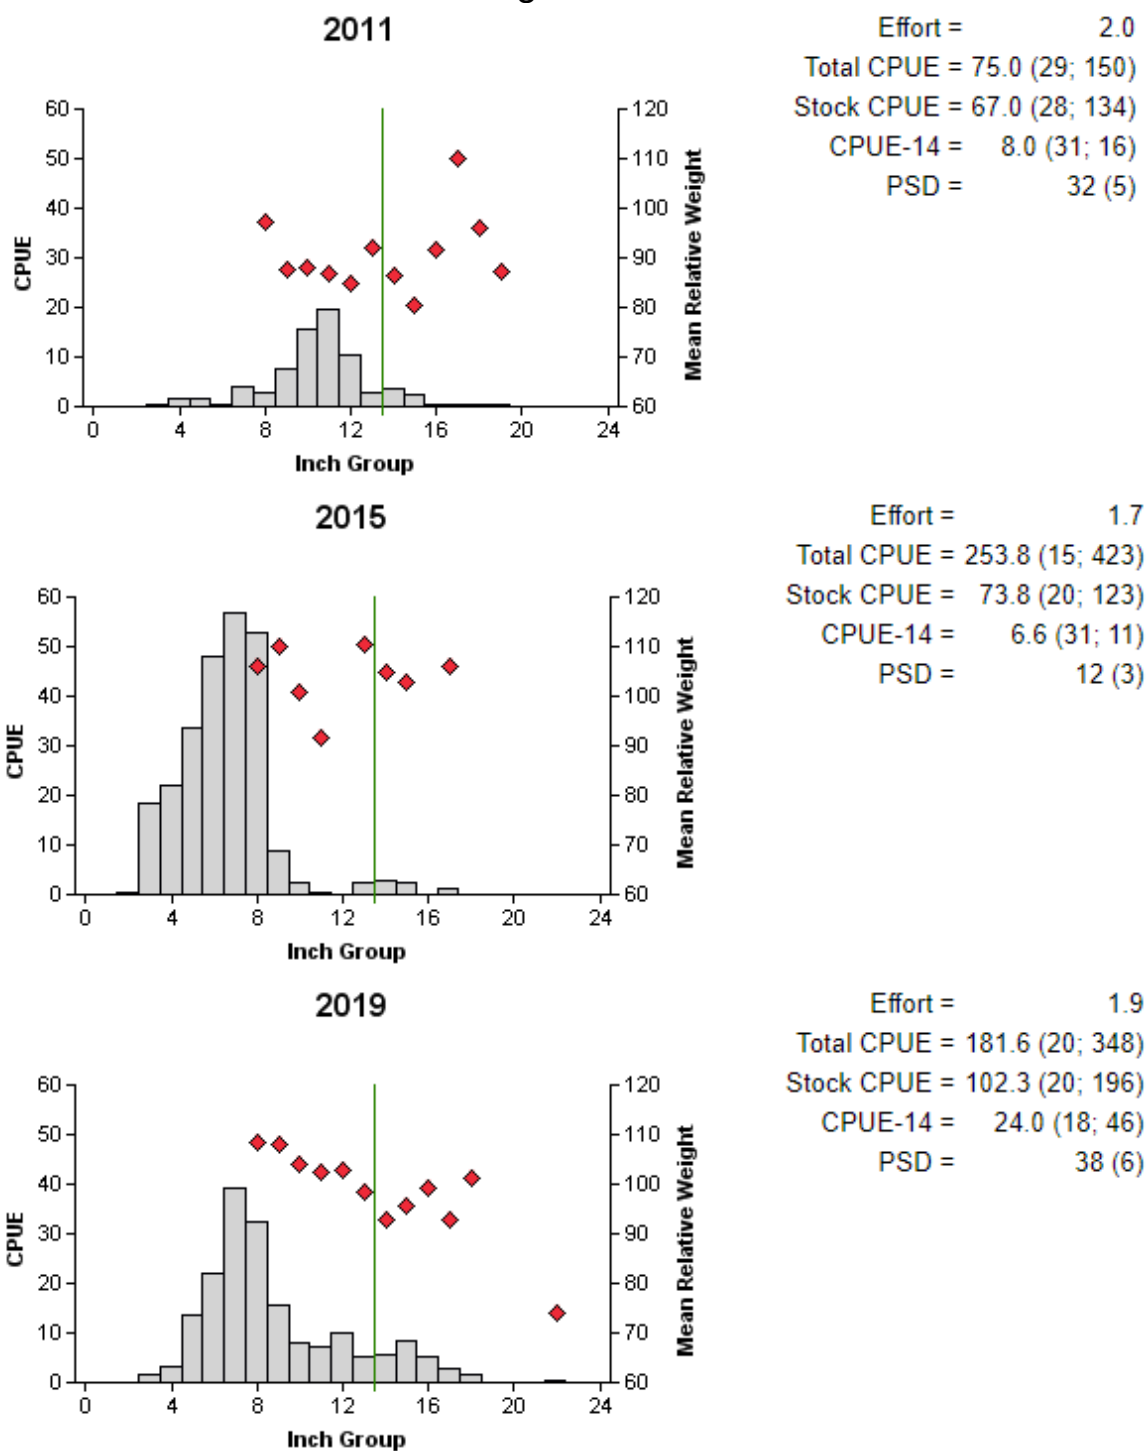 2011
Effort = 2.0
Total CPUE = 75.0 (29; 150)
Stock CPUE = 67.0 (28; 134)
CPUE-14 = 8.0 (31; 16)
PSD = 32 (5)
60 120
50 110
40 100
30 90
20 80
10 70
0 60
CPUE
Mean Relative Weight
0 4 8 12 16 20 24
Inch Group
2015
Effort = 1.7
Total CPUE = 253.8 (15; 423)
Stock CPUE = 73.8 (20; 123)
CPUE-14 = 6.6 (31; 11)
PSD = 12 (3)
60 120
50 110
40 100
30 90
20 80
10 70
0 60
CPUE
Mean Relative Weight
0 4 8 12 16 20 24
Inch Group
2019
Effort = 1.9
Total CPUE = 181.6 (20; 348)
Stock CPUE = 102.3 (20; 196)
CPUE-14 = 24.0 (18; 46)
PSD = 38 (6)
60 120
50 110
40 100
30 90
20 80
10 70
0 60
CPUE
Mean Relative Weight
0 4 8 12 16 20 24
Inch Group